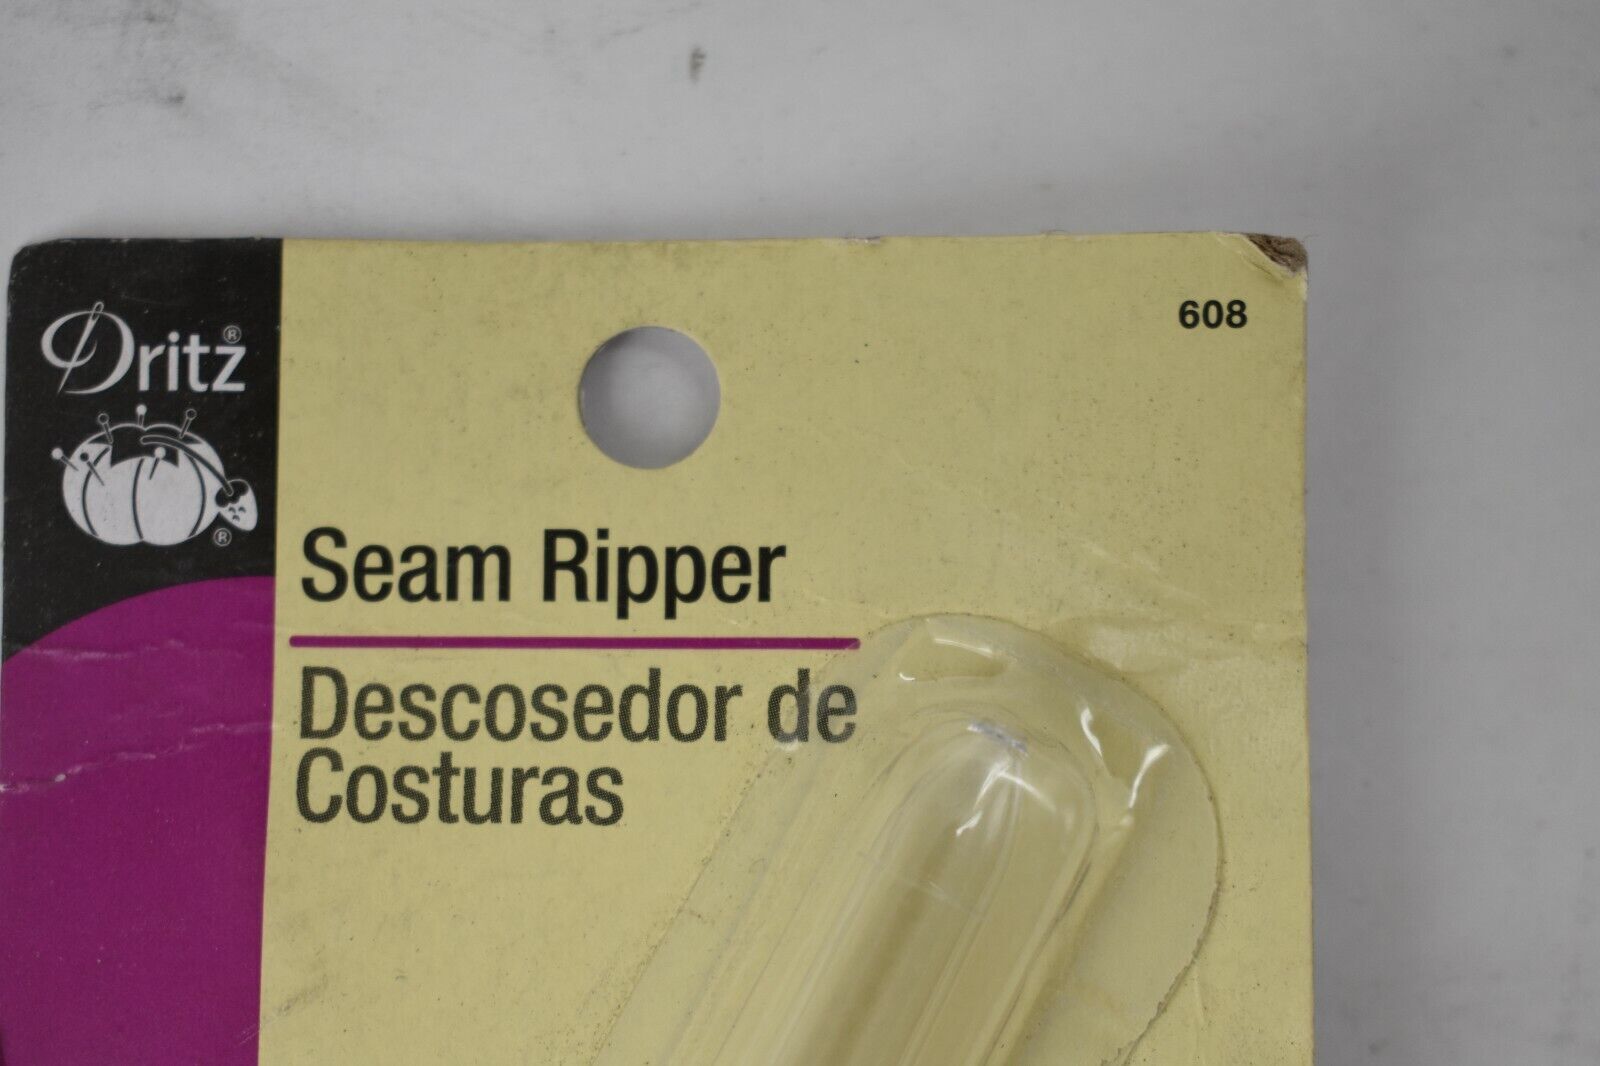 Dritz®
®
608
Seam Ripper
Descosedor de
Costuras